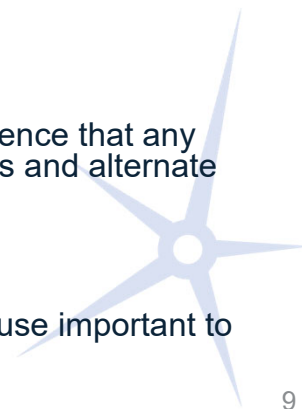 ence that any
s and alternate
use important to
9